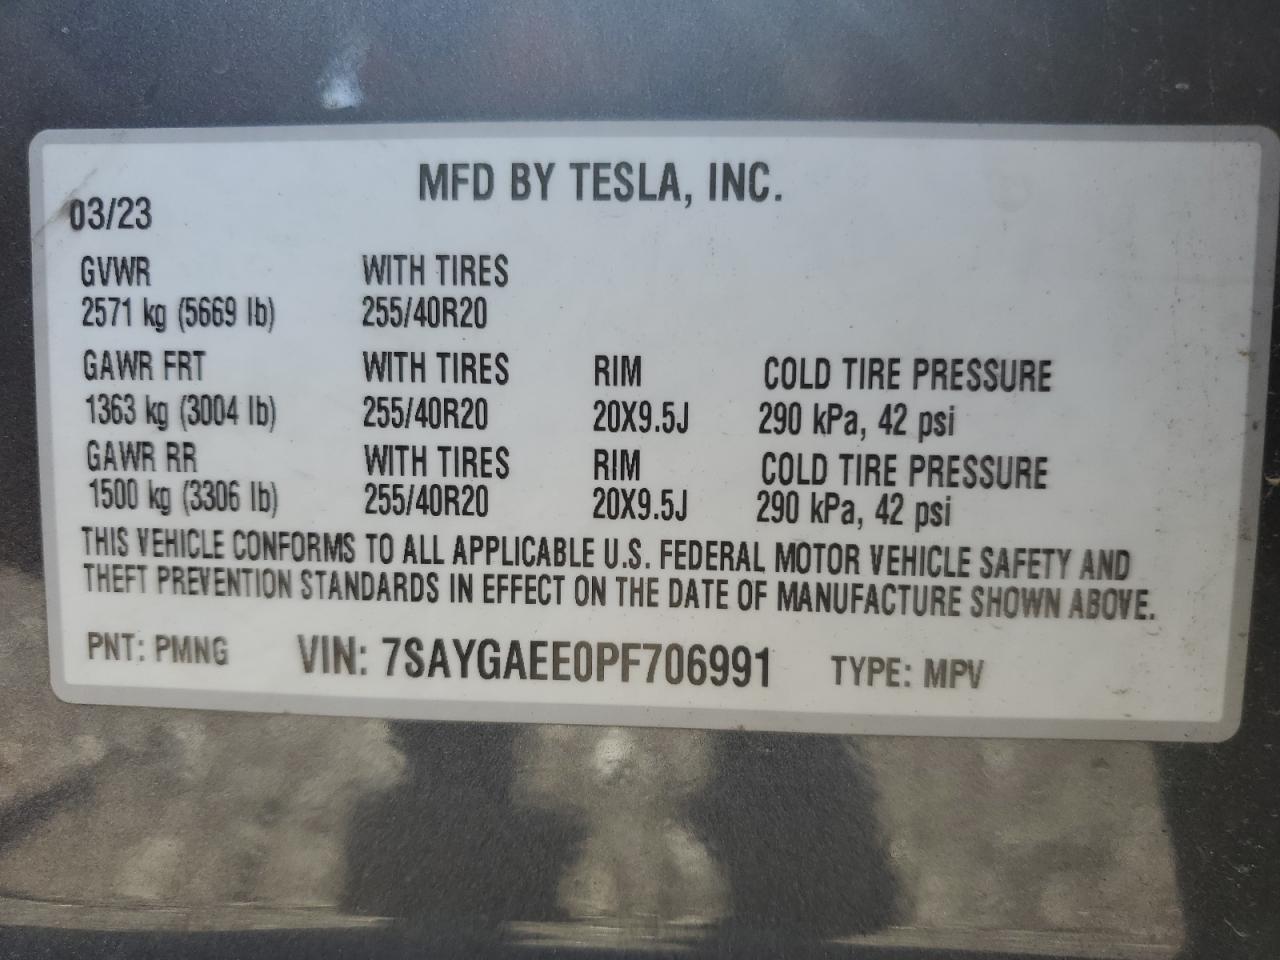 MFD BY TESLA, INC.
03/23
GVWR WITH TIRES
2571 kg (5669 lb) 255/40R20
GAWR FRT WITH TIRES RIM COLD TIRE PRESSURE
1363 kg (3004 lb) 255/40R20 20X9.5J 290 kPa, 42 psi
GAWR RR WITH TIRES RIM COLD TIRE PRESSURE
1500 kg (3306 lb) 255/40R20 20X9.5J 290 kPa, 42 psi
THIS VEHICLE CONFORMS TO ALL APPLICABLE U.S. FEDERAL MOTOR VEHICLE SAFETY AND
THEFT PREVENTION STANDARDS IN EFFECT ON THE DATE OF MANUFACTURE SHOWN ABOVE.
PNT: PMNG VIN: 7SAYGAEE0PF706991 TYPE: MPV